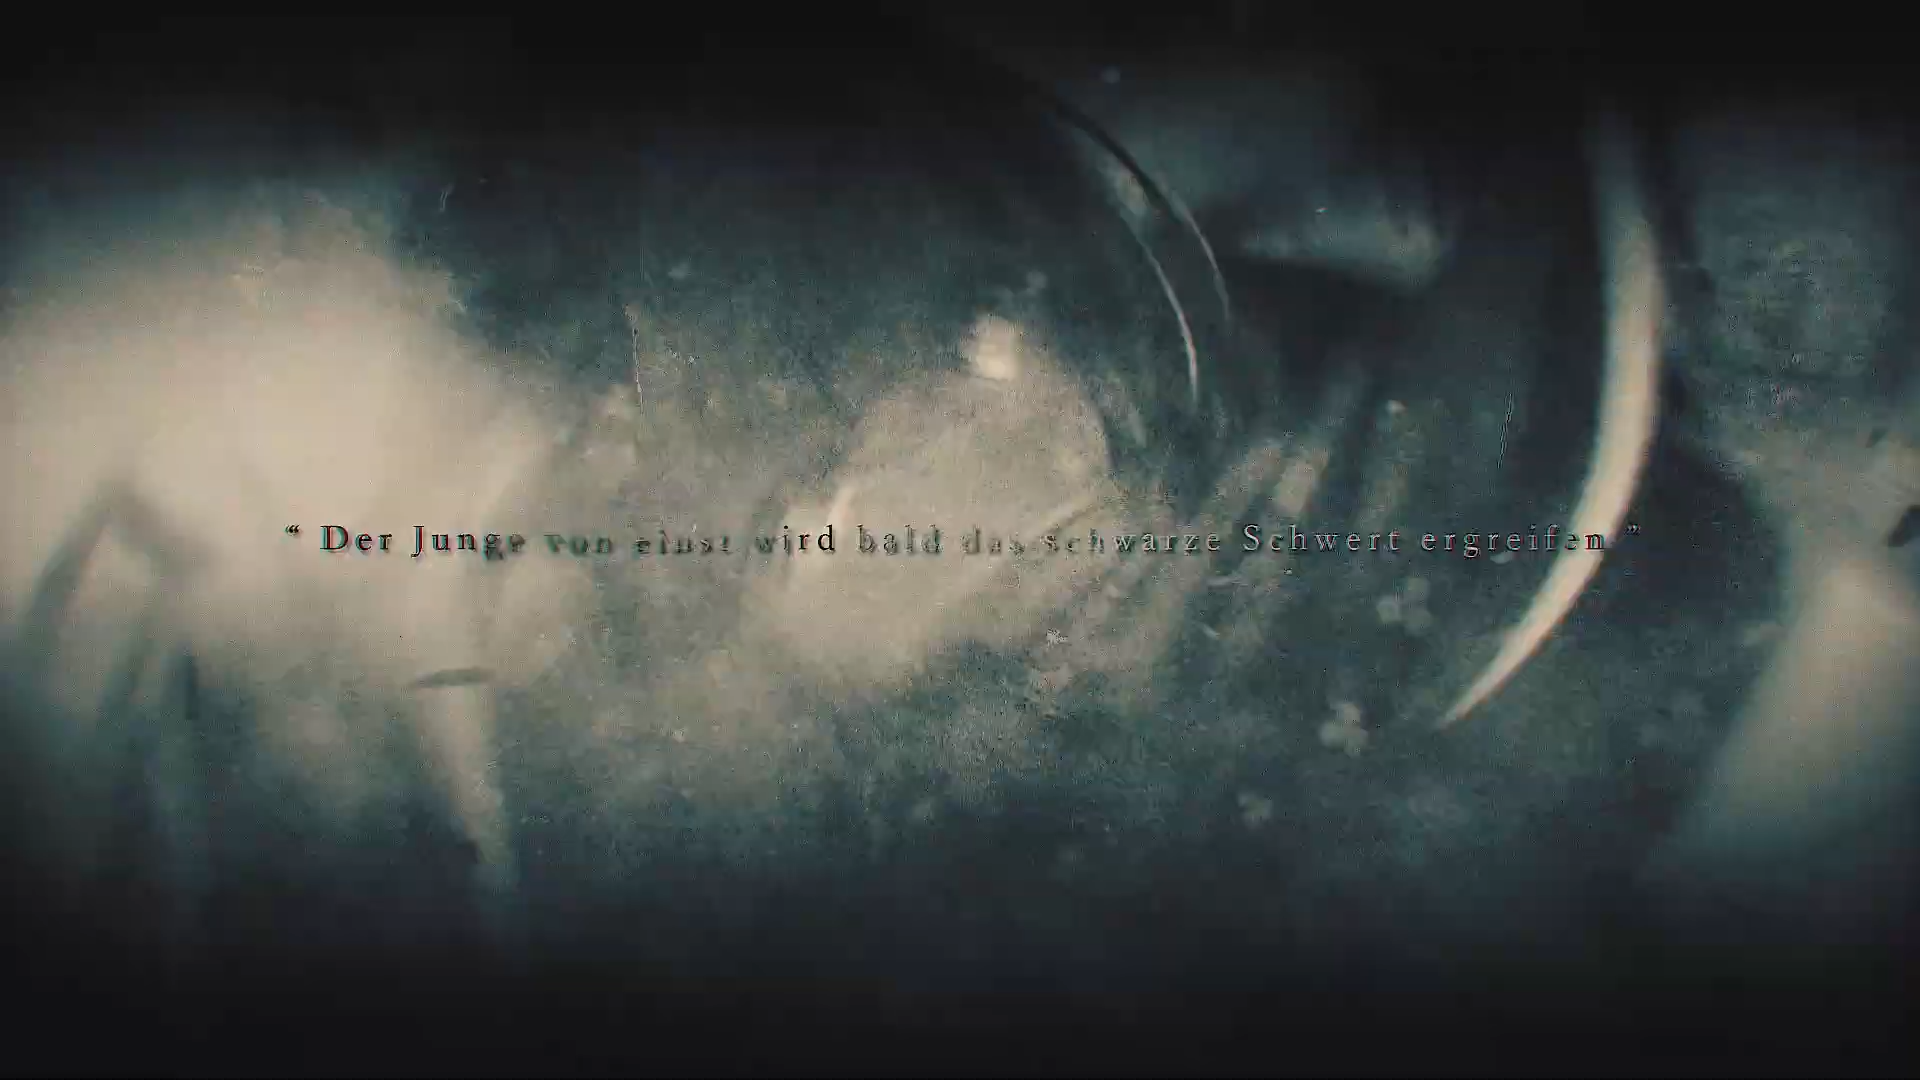 “ Der Junge von einst wird bald das schwarze Schwert ergreifen ”